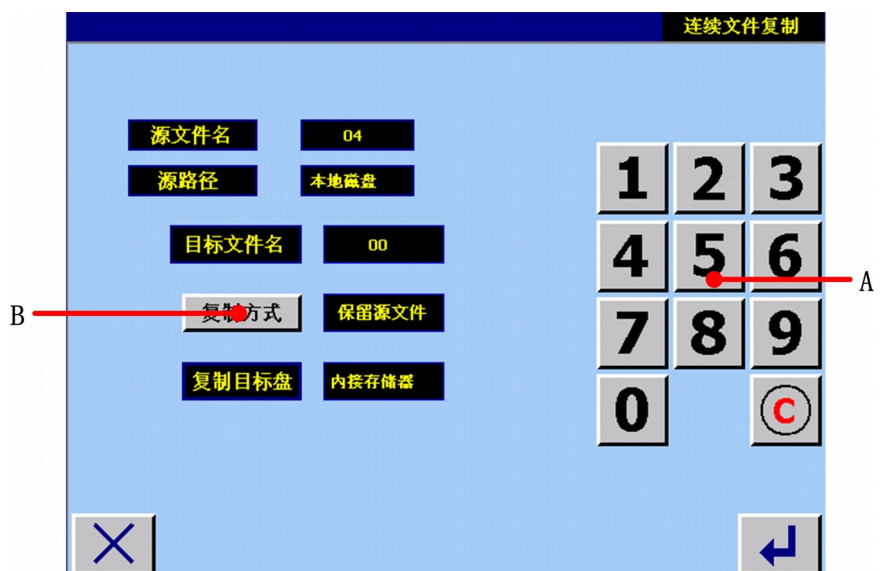 连续文件复制
源文件名 04
源路径 本地磁盘
目标文件名 00
复制方式 保留源文件
复制目标盘 内接存储器
1 2 3
4 5 6
7 8 9
0 C
A
B